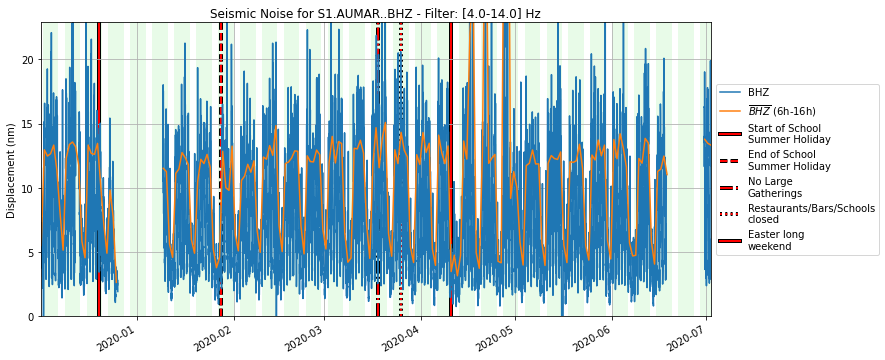 Seismic Noise for S1.AUMAR..BHZ - Filter: [4.0-14.0] Hz
Displacement (nm)
20
15
10
5
0
2020-01
2020-02
2020-03
2020-04
2020-05
2020-06
2020-07
BHZ
BHZ (6h-16h)
Start of School
Summer Holiday
End of School
Summer Holiday
No Large
Gatherings
Restaurants/Bars/Schools
closed
Easter long
weekend